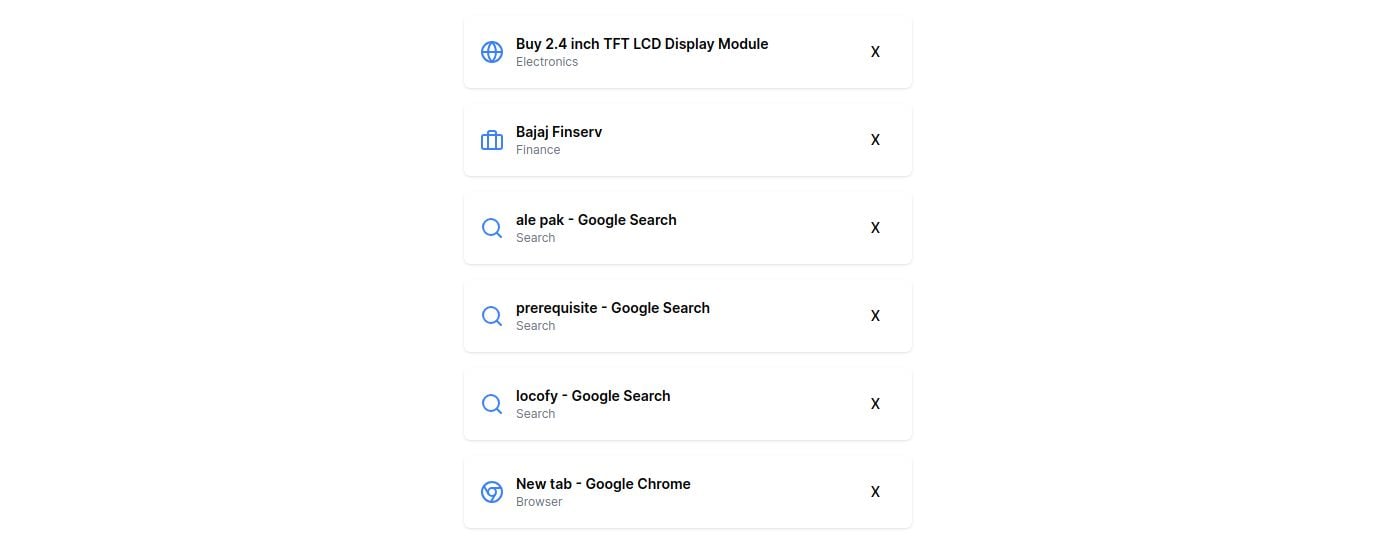 Buy 2.4 inch TFT LCD Display Module
Electronics
X
Bajaj Finserv
Finance
X
ale pak - Google Search
Search
X
prerequisite - Google Search
Search
X
locofy - Google Search
Search
X
New tab - Google Chrome
Browser
X